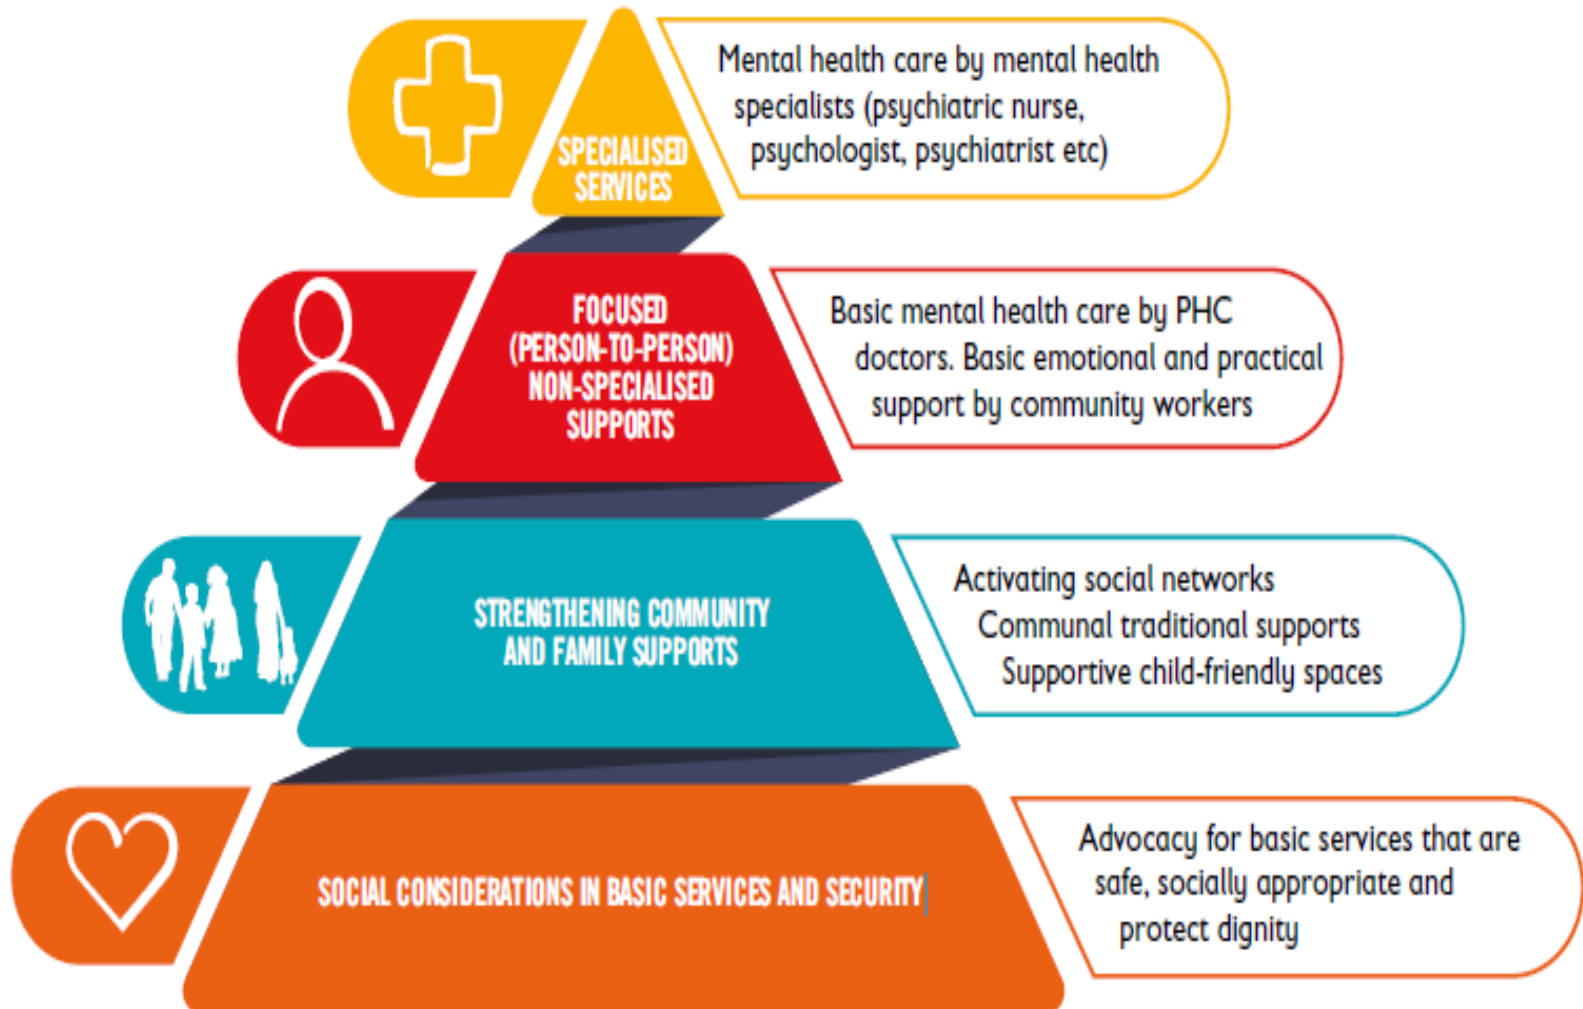 SPECIALISED
SERVICES
Mental health care by mental health
specialists (psychiatric nurse,
psychologist, psychiatrist etc)
FOCUSED
(PERSON-TO-PERSON)
NON-SPECIALISED
SUPPORTS
Basic mental health care by PHC
doctors. Basic emotional and practical
support by community workers
STRENGTHENING COMMUNITY
AND FAMILY SUPPORTS
Activating social networks
Communal traditional supports
Supportive child-friendly spaces
SOCIAL CONSIDERATIONS IN BASIC SERVICES AND SECURITY
Advocacy for basic services that are
safe, socially appropriate and
protect dignity